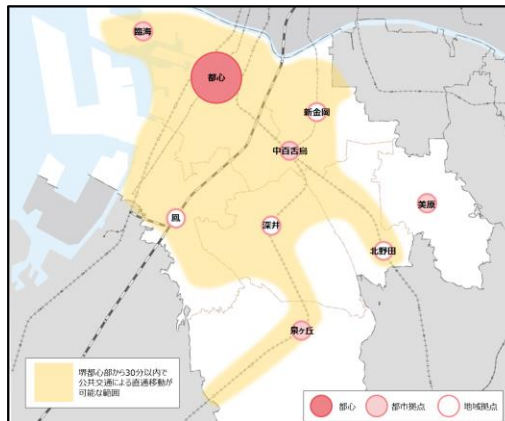 臨海
都心
新金岡
中百舌鳥
美原
鳳
深井
北野田
泉ヶ丘
堺都心部から30分以内で
公共交通による直通移動が
可能な範囲
都心 都市拠点 地域拠点